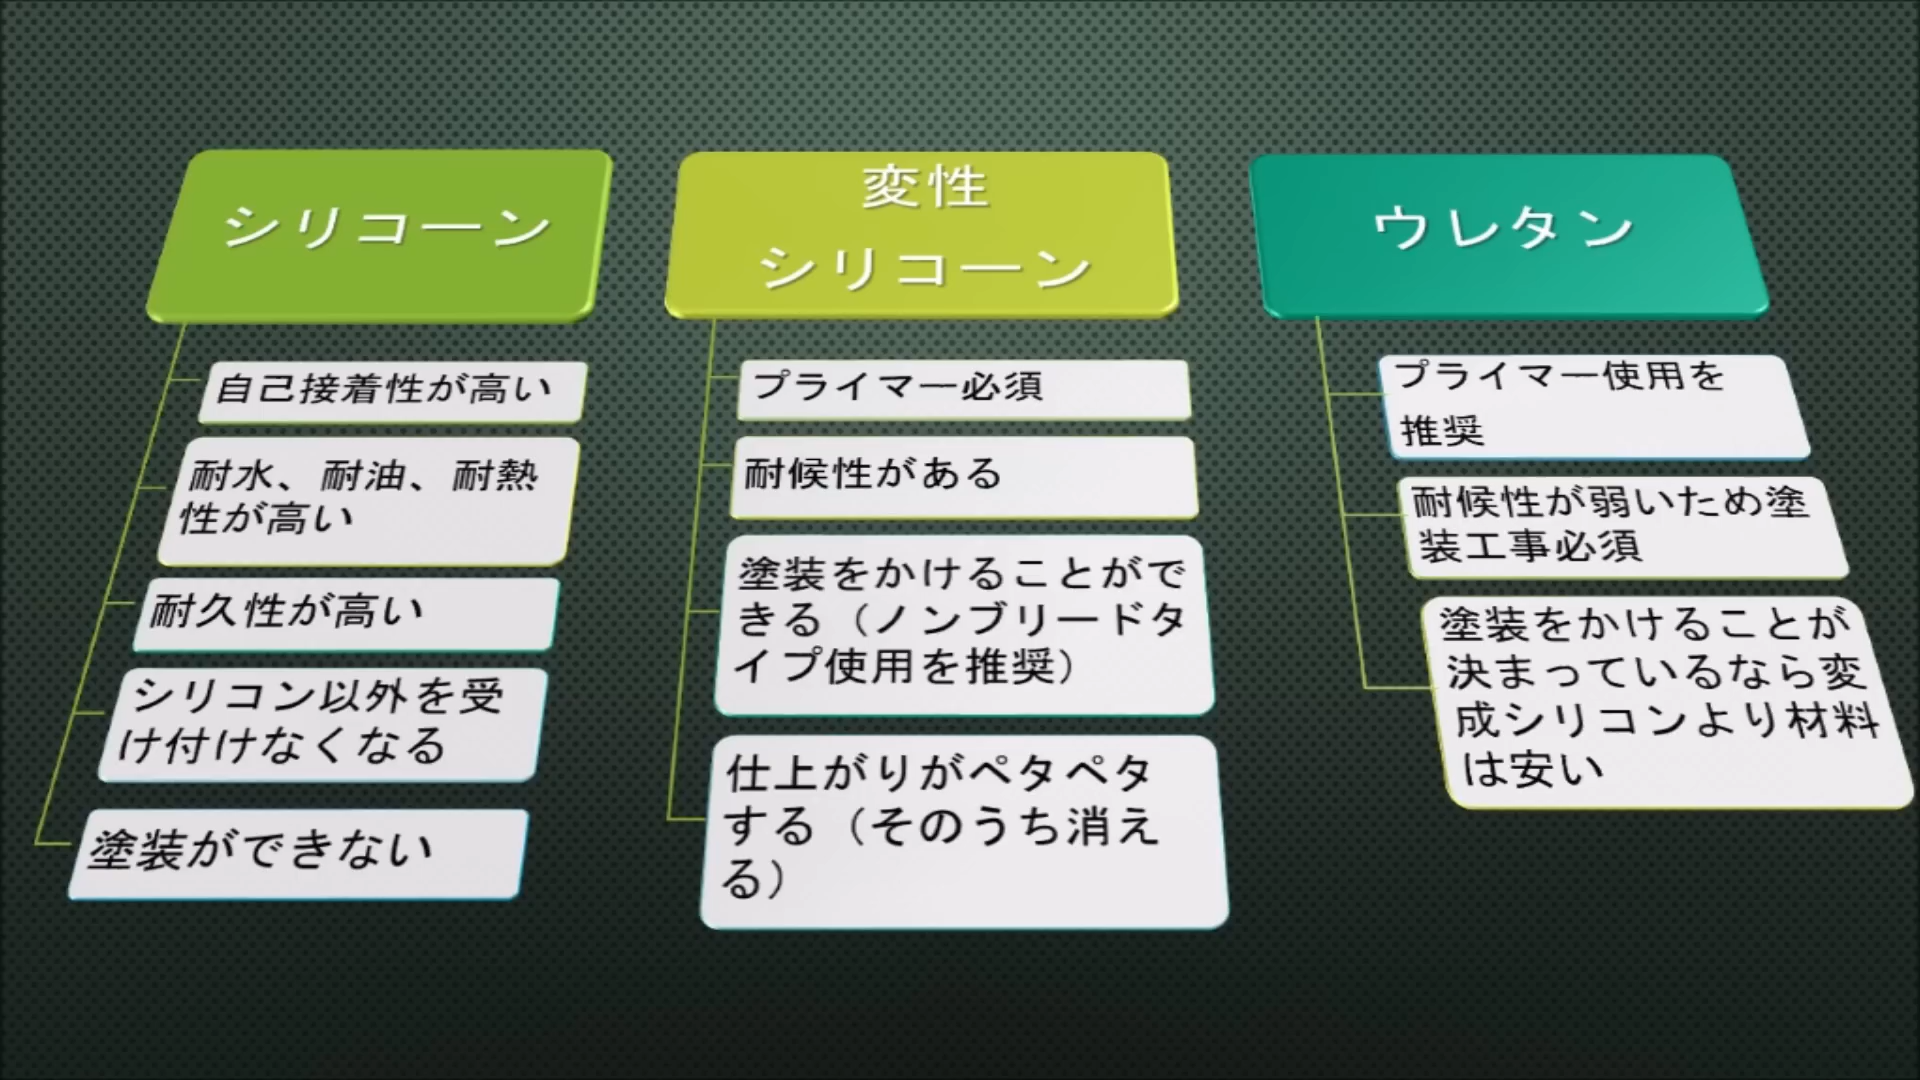 シリコーン
自己接着性が高い
耐水、耐油、耐熱
性が高い
耐久性が高い
シリコン以外を受
け付けなくなる
塗装ができない
変性
シリコーン
プライマー必須
耐候性がある
塗装をかけることがで
きる（ノンブリードタ
イプ使用を推奨）
仕上がりがペタペタ
する（そのうち消え
る）
ウレタン
プライマー使用を
推奨
耐候性が弱いため塗
装工事必須
塗装をかけることが
決まっているなら変
成シリコンより材料
は安い